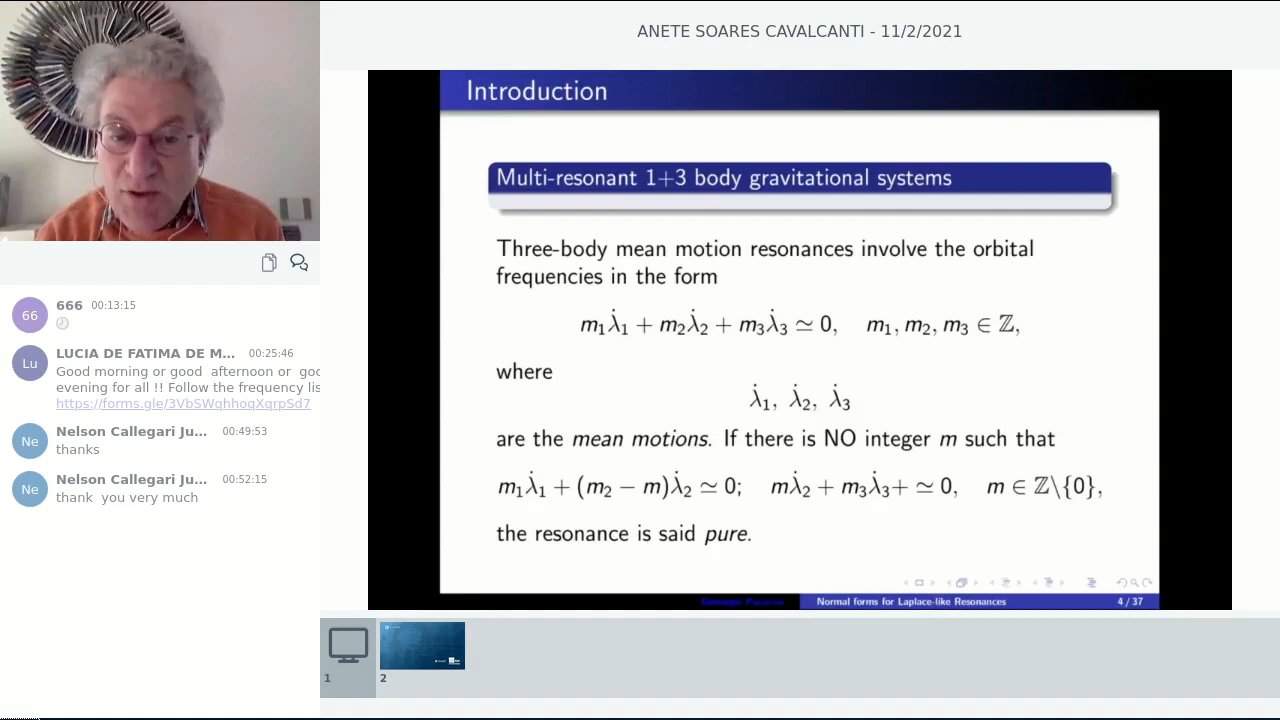 ANETE SOARES CAVALCANTI - 11/2/2021
Introduction
Multi-resonant 1+3 body gravitational systems
Three-body mean motion resonances involve the orbital
frequencies in the form
m₁λ̇₁ + m₂λ̇₂ + m₃λ̇₃ ≃ 0, m₁, m₂, m₃ ∈ ℤ,
where
λ̇₁, λ̇₂, λ̇₃
are the mean motions. If there is NO integer m such that
m₁λ̇₁ + (m₂ − m)λ̇₂ ≃ 0; mλ̇₂ + m₃λ̇₃+ ≃ 0, m ∈ ℤ\{0},
the resonance is said pure.
Normal forms for Laplace-like Resonances
4 / 37
66
666 00:13:15
Lu
LUCIA DE FATIMA DE M... 00:25:46
Good morning or good afternoon or goo
evening for all !! Follow the frequency lis
https://forms.gle/3VbSWqhhoqXqrpSd7
Ne
Nelson Callegari Ju... 00:49:53
thanks
Ne
Nelson Callegari Ju... 00:52:15
thank you very much
1
2